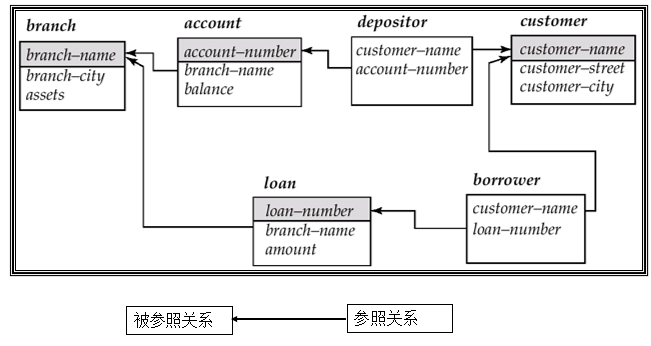 branch
branch–name
branch–city
assets
account
account–number
branch–name
balance
depositor
customer–name
account–number
customer
customer–name
customer–street
customer–city
loan
loan–number
branch–name
amount
borrower
customer–name
loan–number
被参照关系
参照关系